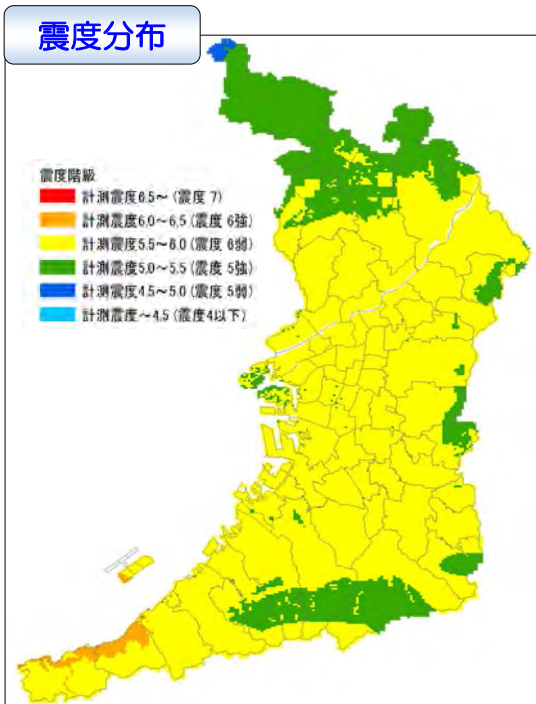 震度分布
震度階級
計測震度6.5～(震度 7)
計測震度6.0～6.5(震度 6強)
計測震度5.5～6.0(震度 6弱)
計測震度5.0～5.5(震度 5強)
計測震度4.5～5.0(震度 5弱)
計測震度～4.5(震度4以下)